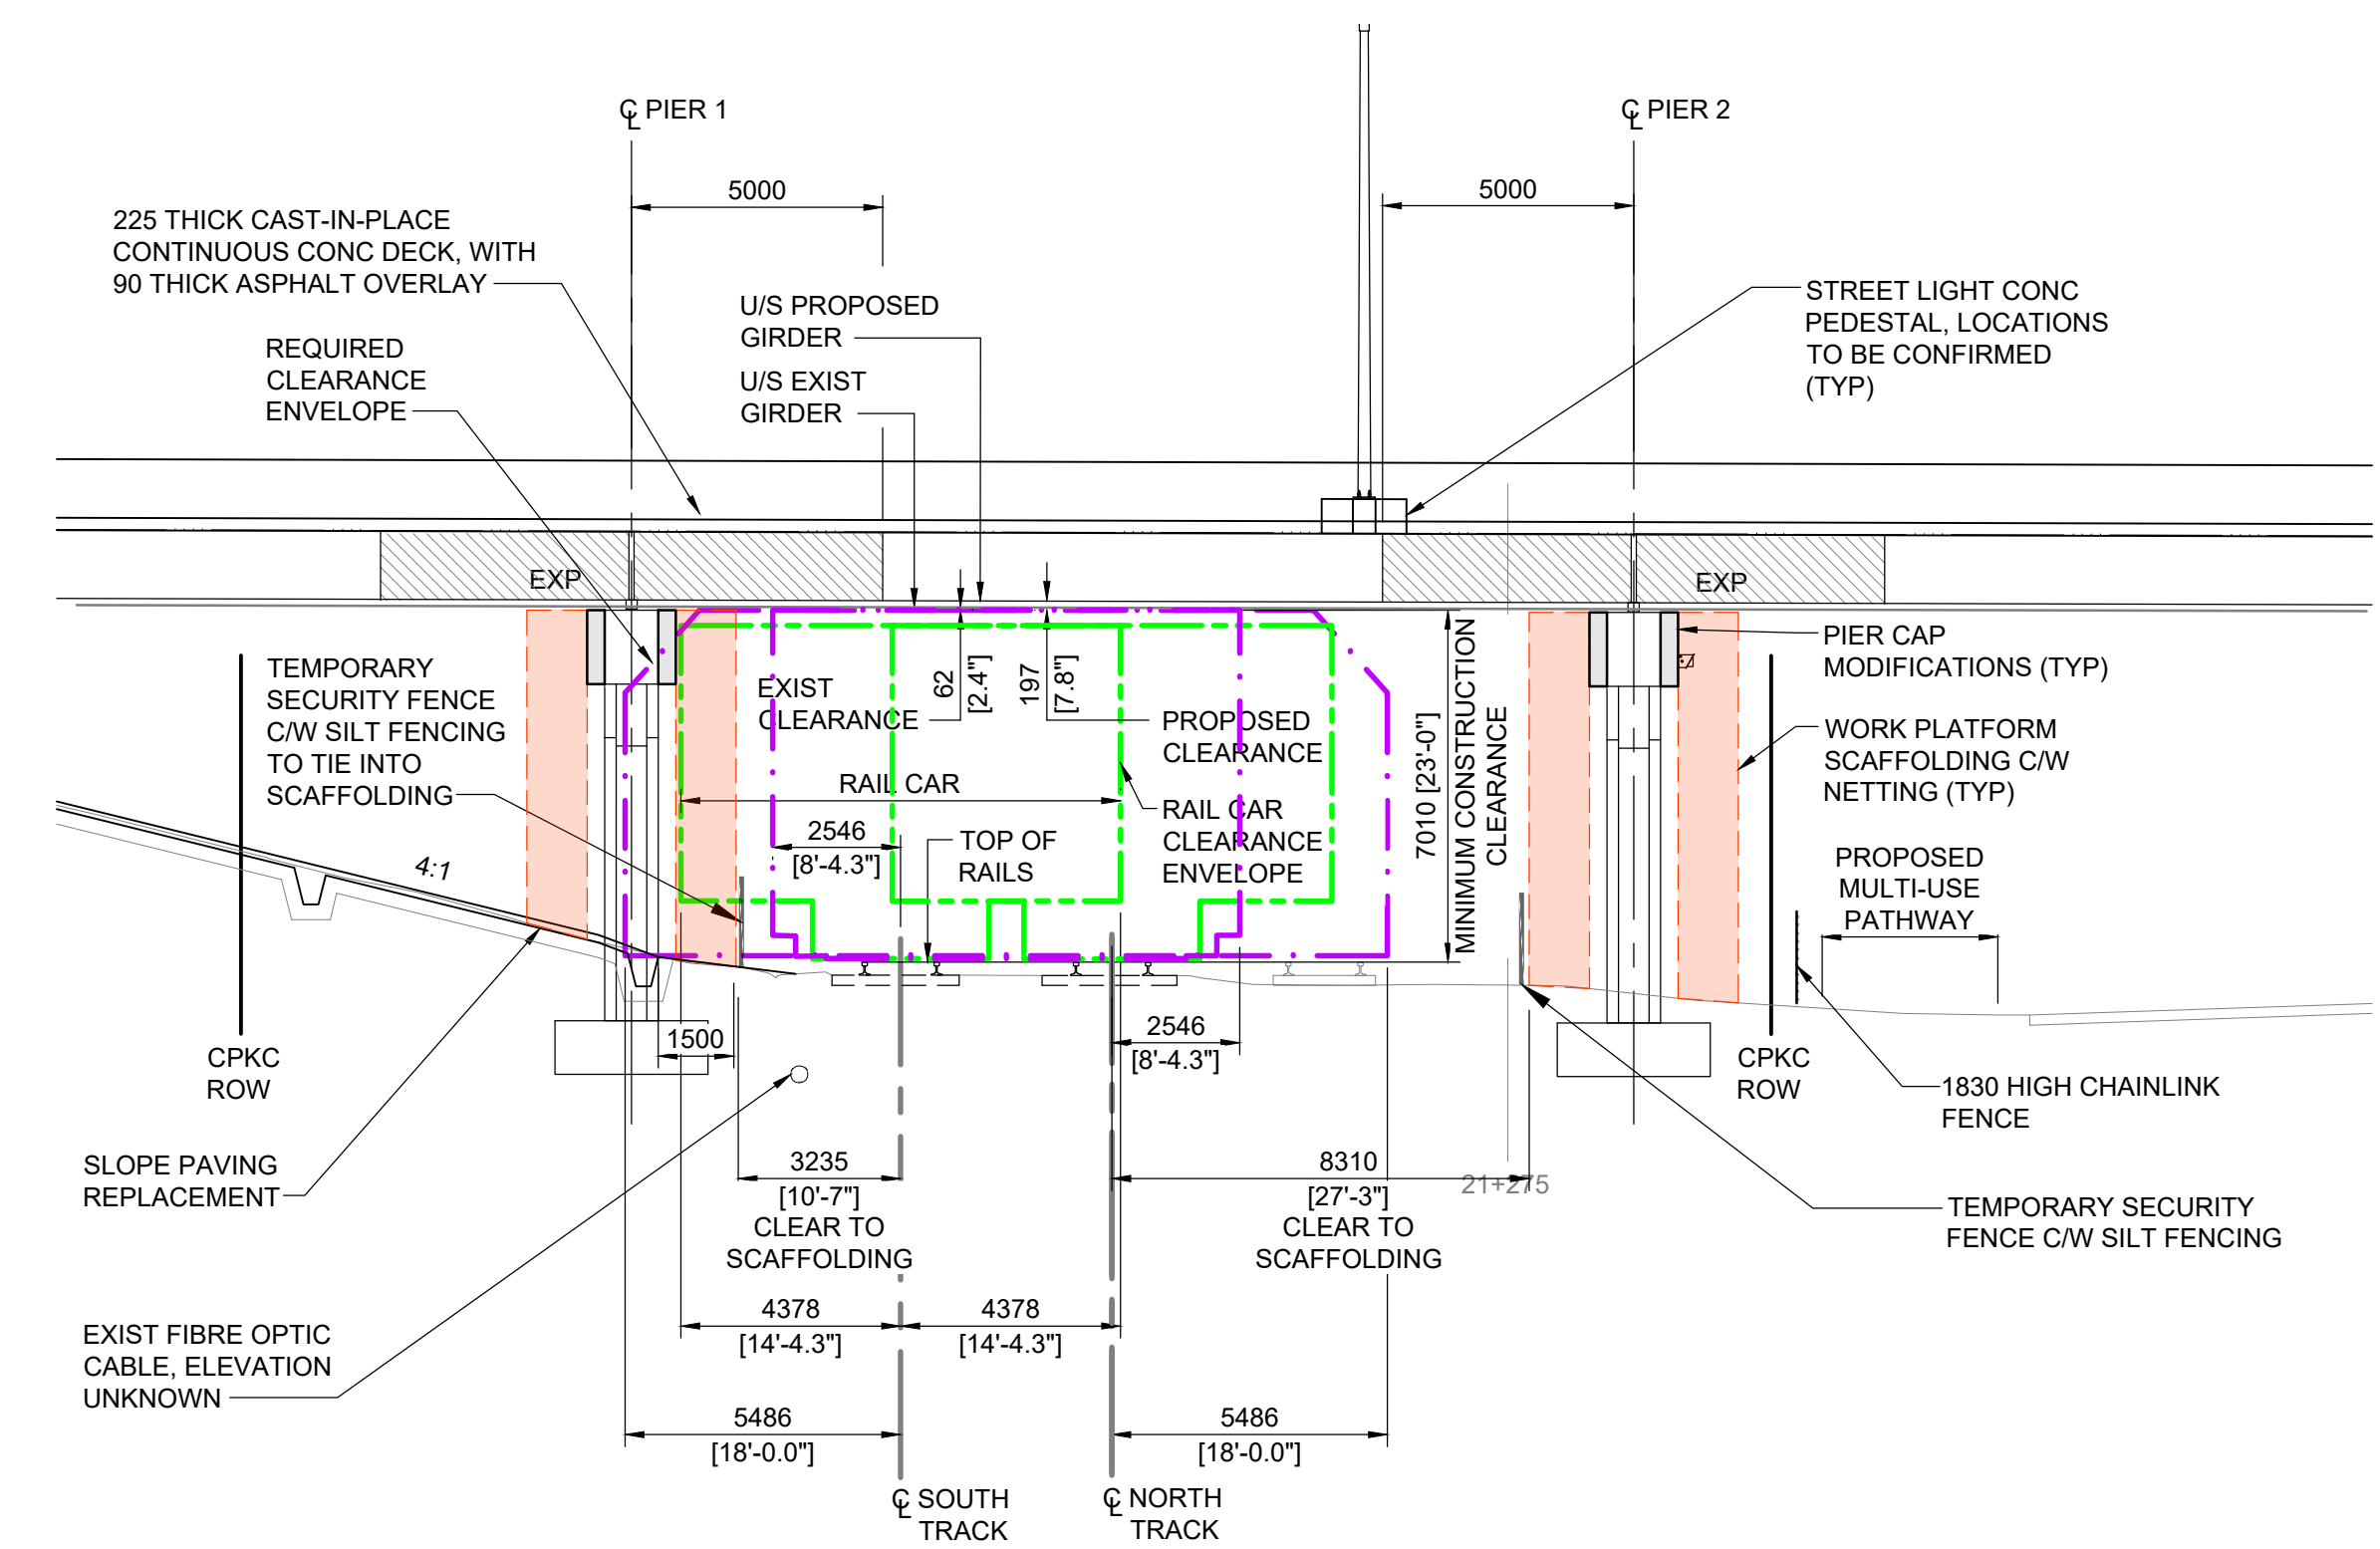 ℄ PIER 1
℄ PIER 2
5000
5000
225 THICK CAST-IN-PLACE
CONTINUOUS CONC DECK, WITH
90 THICK ASPHALT OVERLAY
U/S PROPOSED
GIRDER
U/S EXIST
GIRDER
REQUIRED
CLEARANCE
ENVELOPE
STREET LIGHT CONC
PEDESTAL, LOCATIONS
TO BE CONFIRMED
(TYP)
EXP
EXP
TEMPORARY
SECURITY FENCE
C/W SILT FENCING
TO TIE INTO
SCAFFOLDING
EXIST
CLEARANCE
62
[2.4"]
197
[7.8"]
PROPOSED
CLEARANCE
7010 [23'-0"]
MINIMUM CONSTRUCTION
CLEARANCE
PIER CAP
MODIFICATIONS (TYP)
WORK PLATFORM
SCAFFOLDING C/W
NETTING (TYP)
RAIL CAR
RAIL CAR
CLEARANCE
ENVELOPE
2546
[8'-4.3"]
TOP OF
RAILS
PROPOSED
MULTI-USE
PATHWAY
4:1
1500
2546
[8'-4.3"]
CPKC
ROW
CPKC
ROW
1830 HIGH CHAINLINK
FENCE
SLOPE PAVING
REPLACEMENT
3235
[10'-7"]
CLEAR TO
SCAFFOLDING
8310
[27'-3"]
CLEAR TO
SCAFFOLDING
21+275
TEMPORARY SECURITY
FENCE C/W SILT FENCING
4378
[14'-4.3"]
4378
[14'-4.3"]
EXIST FIBRE OPTIC
CABLE, ELEVATION
UNKNOWN
5486
[18'-0.0"]
5486
[18'-0.0"]
℄ SOUTH
TRACK
℄ NORTH
TRACK